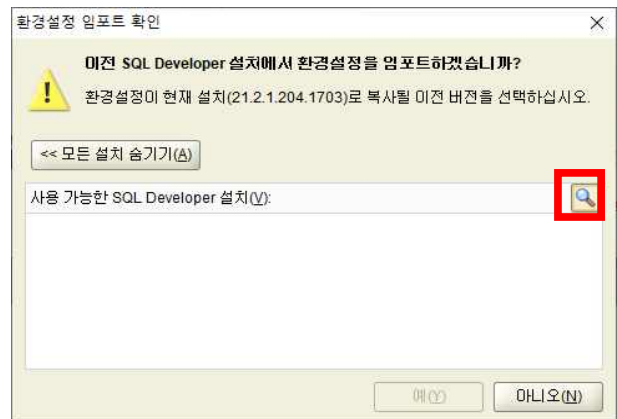 환경설정 임포트 확인
이전 SQL Developer 설치에서 환경설정을 임포트하겠습니까?
환경설정이 현재 설치(21.2.1.204.1703)로 복사될 이전 버전을 선택하십시오.
<< 모든 설치 숨기기(A)
사용 가능한 SQL Developer 설치(V):
예(Y) 아니오(N)